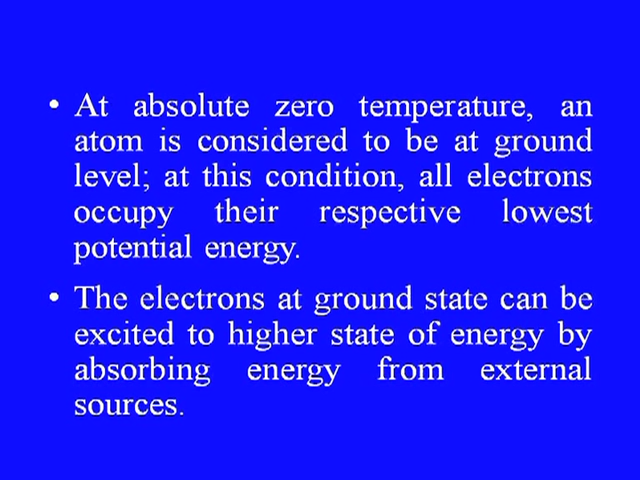 • At absolute zero temperature, an
atom is considered to be at ground
level; at this condition, all electrons
occupy their respective lowest
potential energy.
• The electrons at ground state can be
excited to higher state of energy by
absorbing energy from external
sources.